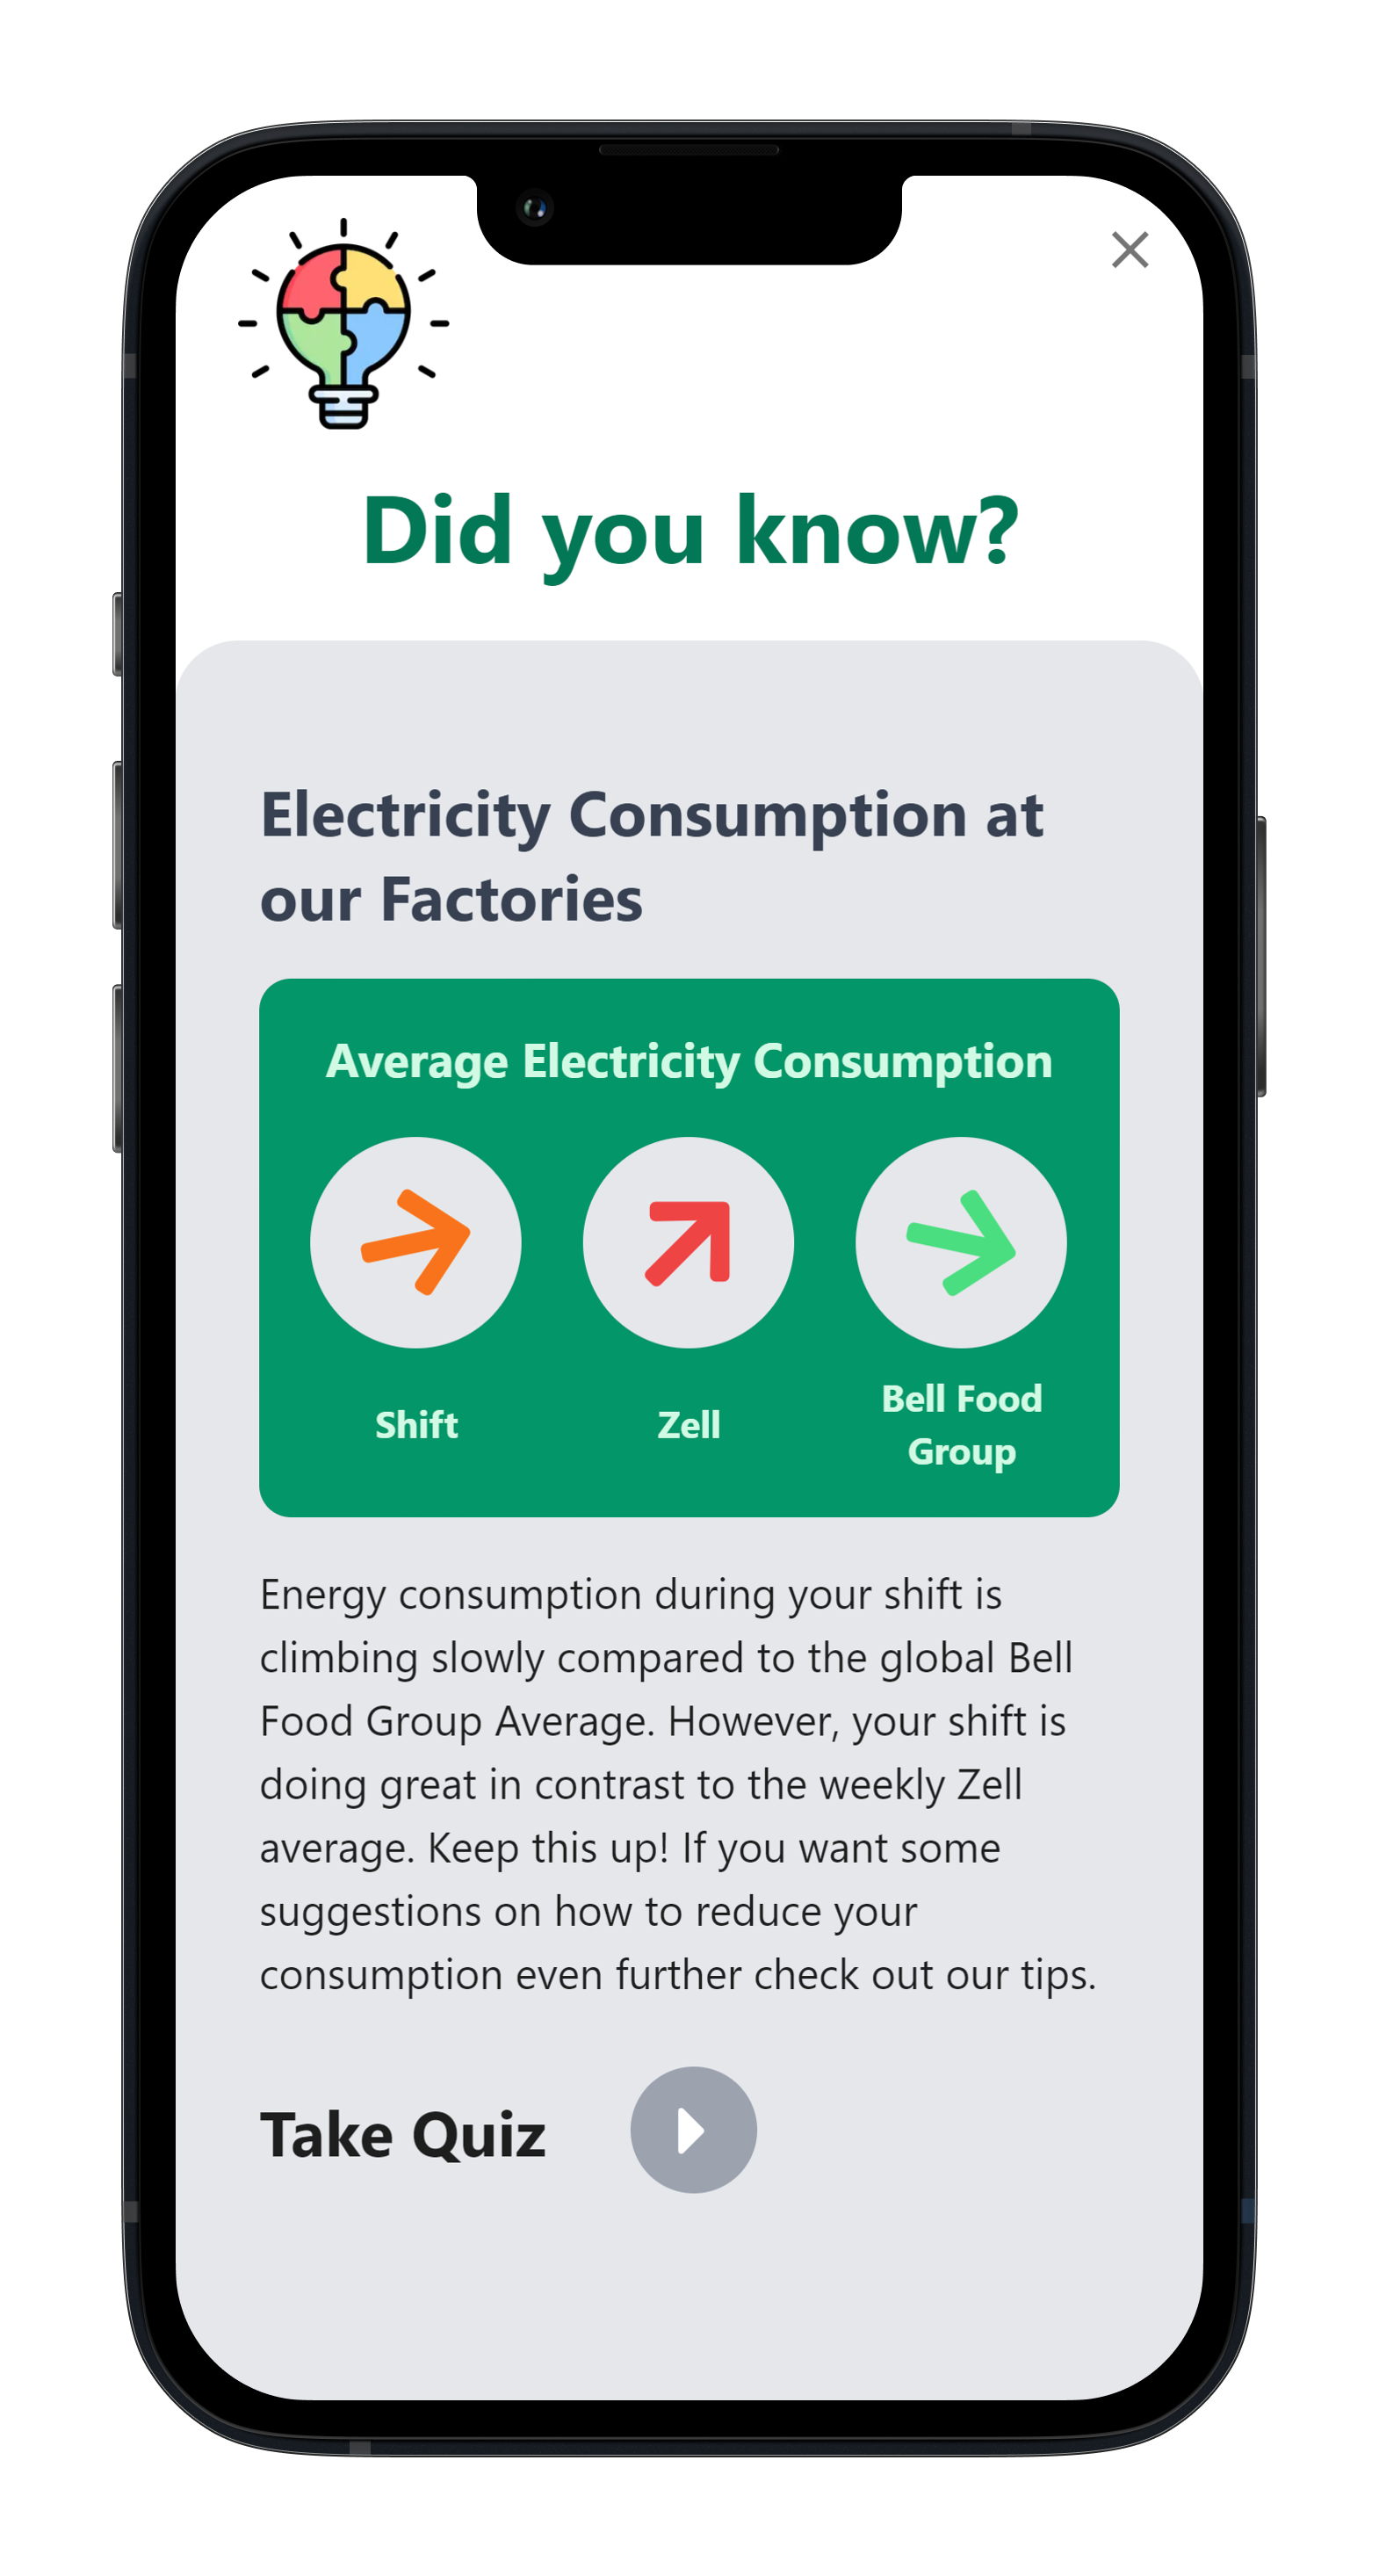 Did you know?
Electricity Consumption at
our Factories
Average Electricity Consumption
Shift
Zell
Bell Food
Group
Energy consumption during your shift is
climbing slowly compared to the global Bell
Food Group Average. However, your shift is
doing great in contrast to the weekly Zell
average. Keep this up! If you want some
suggestions on how to reduce your
consumption even further check out our tips.
Take Quiz